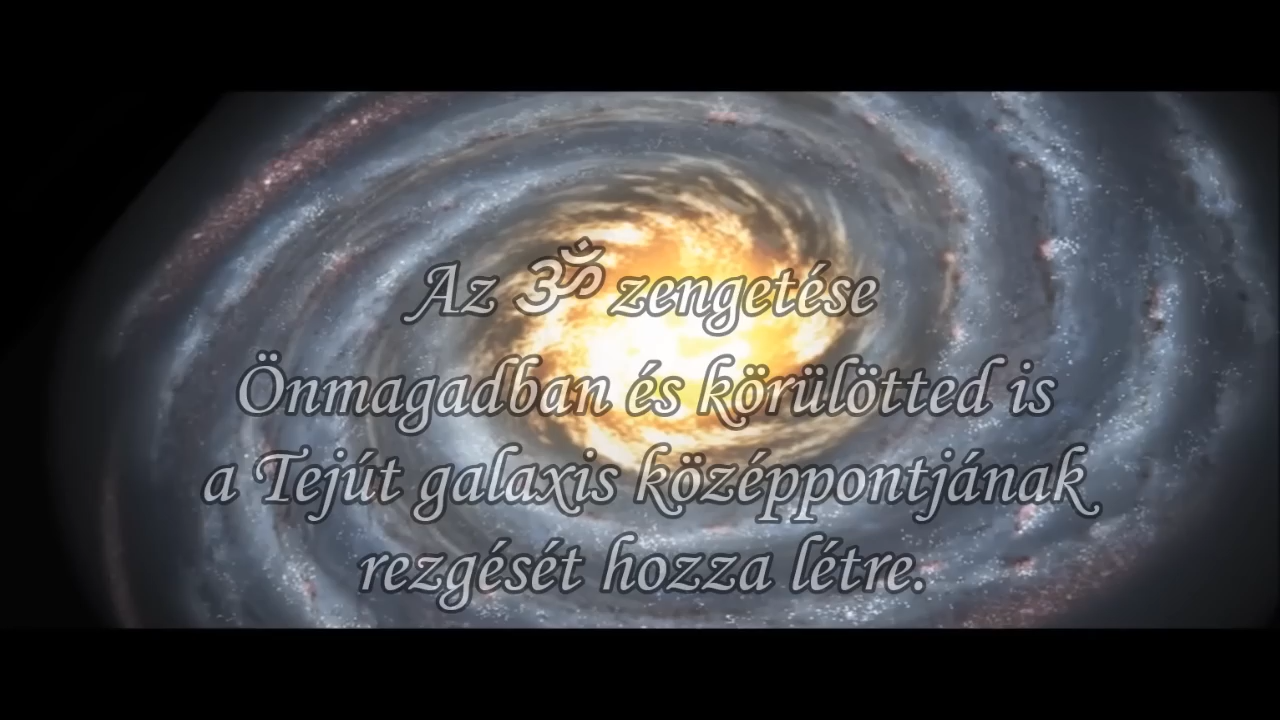 Az ॐ zengetése
Önmagadban és körülötted is
a Tejút galaxis középpontjának
rezgését hozza létre.